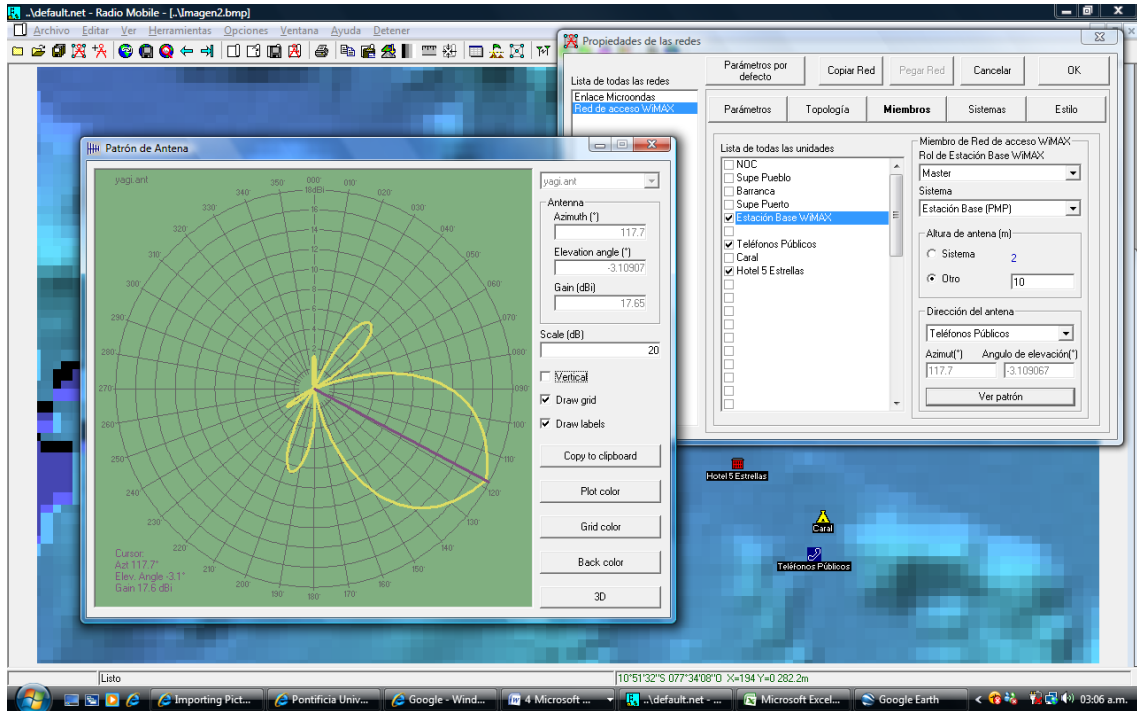 ..\default.net - Radio Mobile - [..\Imagen2.bmp]
Archivo Editar Ver Herramientas Opciones Ventana Ayuda Detener
Propiedades de las redes
Lista de todas las redes
Enlace Microondas
Red de acceso WiMAX
Parámetros por defecto
Copiar Red
Pegar Red
Cancelar
OK
Parámetros
Topología
Miembros
Sistemas
Estilo
Lista de todas las unidades
NOC
Supe Pueblo
Barranca
Supe Puerto
Estación Base WiMAX
Teléfonos Públicos
Caral
Hotel 5 Estrellas
Miembro de Red de acceso WiMAX
Rol de Estación Base WiMAX
Master
Sistema
Estación Base (PMP)
Altura de antena (m)
Sistema 2
Otro 10
Dirección del antena
Teléfonos Públicos
Azimut(°) Angulo de elevación(°)
117.7 -3.109067
Ver patrón
Patrón de Antena
yagi.ant
350° 000° 010°
340° 18dBi 020°
330° 16 030°
14
12
310° 050°
10
300° 8 060°
6
290° 4 070°
2
280° 080°
270° 090°
260° 100°
250° 110°
240° 120°
230° 130°
220° 140°
210° 150°
200° 160°
190° 180° 170°
Cursor:
Azt 117.7°
Elev. Angle -3.1°
Gain 17.6 dBi
yagi.ant
Antenna
Azimuth (°)
117.7
Elevation angle (°)
-3.10907
Gain (dBi)
17.65
Scale (dB)
20
Vertical
Draw grid
Draw labels
Copy to clipboard
Plot color
Grid color
Back color
3D
Hotel 5 Estrellas
Caral
Teléfonos Públicos
Listo
10°51'32"S 077°34'08"O X=194 Y=0 282.2m
Importing Pict...
Pontificia Univ...
Google - Wind...
4 Microsoft ...
..\default.net - ...
Microsoft Excel...
Google Earth
03:06 a.m.